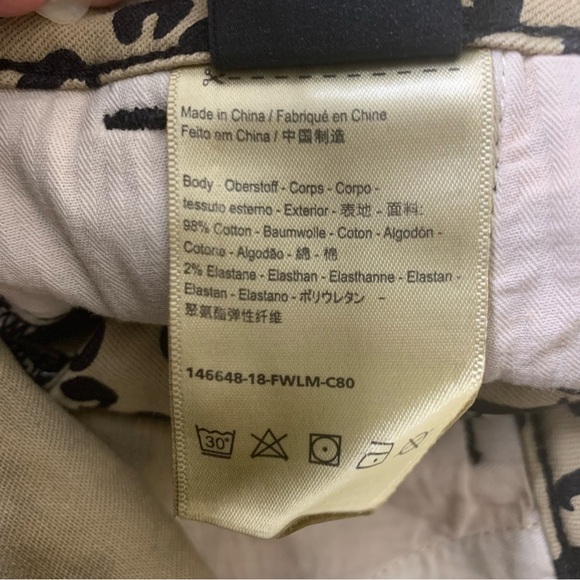 Made in China / Fabriqué en Chine
Feito em China / 中国制造
Body - Oberstoff - Corps - Corpo -
tessuto esterno - Exterior - 表地 - 面料:
98% Cotton - Baumwolle - Coton - Algodón -
Cotone - Algodão - 綿 - 棉
2% Elastane - Elasthan - Elasthanne - Elastan -
Elastan - Elastano - ポリウレタン -
聚氨酯弹性纤维
146648-18-FWLM-C80
30°